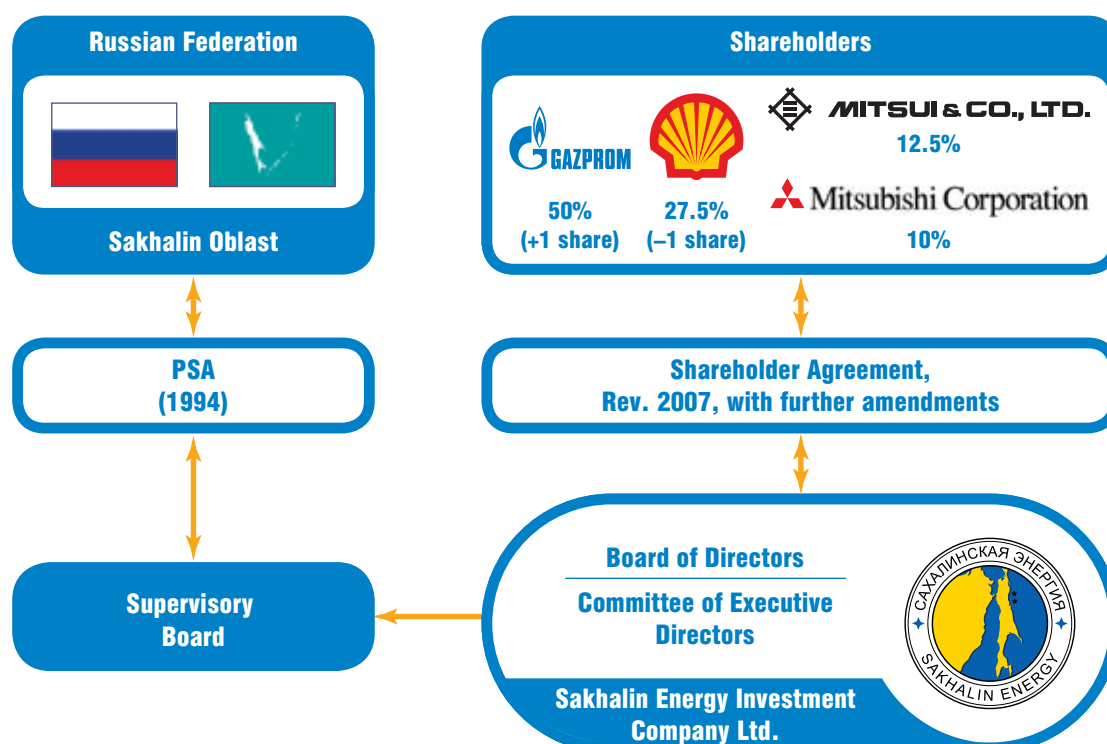 Russian Federation
Sakhalin Oblast
Shareholders
GAZPROM
50%
(+1 share)
27.5%
(–1 share)
MITSUI & CO., LTD.
12.5%
Mitsubishi Corporation
10%
PSA
(1994)
Shareholder Agreement,
Rev. 2007, with further amendments
Supervisory
Board
Board of Directors
Committee of Executive
Directors
САХАЛИНСКАЯ ЭНЕРГИЯ
SAKHALIN ENERGY
Sakhalin Energy Investment
Company Ltd.